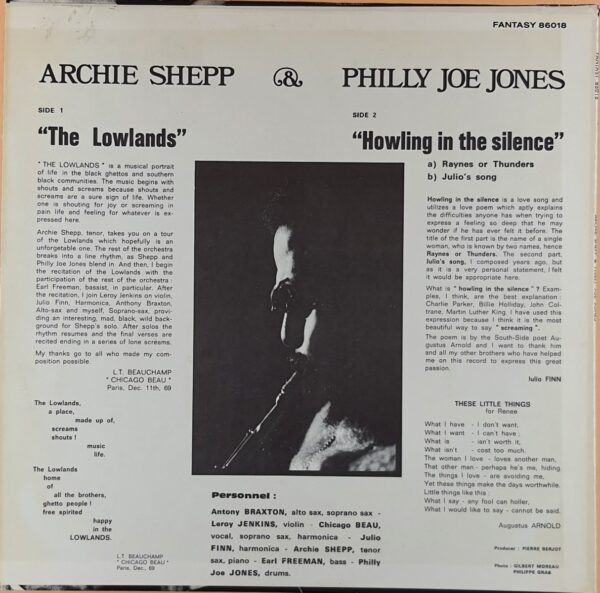 FANTASY 86018
ARCHIE SHEPP & PHILLY JOE JONES
SIDE 1
"The Lowlands"
" THE LOWLANDS " is a musical portrait
of life in the black ghettos and southern
black communities. The music begins with
shouts and screams because shouts and
screams are a sure sign of life. Whether
one is shouting for joy or screaming in
pain life and feeling for whatever is ex-
pressed here.
Archie Shepp, tenor, takes you on a tour
of the Lowlands which hopefully is an
unforgetable one. The rest of the orchestra
breaks into a line rhythm, as Shepp and
Philly Joe Jones blend in. And then, I begin
the recitation of the Lowlands with the
participation of the rest of the orchestra :
Earl Freeman, bassist, in particular. After
the recitation, I join Leroy Jenkins on violin,
Julio Finn, Harmonica, Anthony Braxton,
Alto-sax and myself, Soprano-sax, provi-
ding an interesting, mad, black, wild back-
ground for Shepp's solo. After solos the
rhythm resumes and the final verses are
recited ending in a series of lone screams.
My thanks go to all who made my com-
position possible.
L.T. BEAUCHAMP
" CHICAGO BEAU "
Paris, Dec. 11th, 69
The Lowlands,
a place,
made up of,
screams
shouts !
music
life.
The Lowlands
home
of
all the brothers,
ghetto people !
free spirited
happy
in the
LOWLANDS.
L.T. BEAUCHAMP
" CHICAGO BEAU "
Paris, Dec. 69
SIDE 2
"Howling in the silence"
a) Raynes or Thunders
b) Julio's song
Howling in the silence is a love song and
utilizes a love poem which aptly explains
the difficulties anyone has when trying to
express a feeling so deep that he may
wonder if he has ever felt it before. The
title of the first part is the name of a single
woman, who is known by two names, hence
Raynes or Thunders. The second part,
Julio's song, I composed years ago, but
as it is a very personal statement, I felt
it would be appropriate here.
What is " howling in the silence " ? Exam-
ples, I think, are the best explanation :
Charlie Parker, Billie Holliday, John Col-
trane, Martin Luther King. I have used this
expression because I think it is the most
beautiful way to say " screaming ".
The poem is by the South-Side poet Au-
gustus Arnold and I want to thank him
and all my other brothers who have helped
me on this record to express this great
passion.
Iulio FINN
THESE LITTLE THINGS
for Renee
What I have - I don't want,
What I want - I can't have ;
What is - isn't worth it,
What isn't - cost too much.
The woman I love - loves another man,
That other man - perhaps he's me, hiding
The things I love - are avoiding me,
Yet these things make the days worthwhile.
Little things like this :
What I say - any fool can holler,
What I would like to say - cannot be said.
Augustus ARNOLD
Producer : PIERRE BERJOT
Photo : GILBERT MOREAU
PHILIPPE GRAS
Personnel :
Antony BRAXTON, alto sax, soprano sax -
Leroy JENKINS, violin - Chicago BEAU,
vocal, soprano sax, harmonica - Julio
FINN, harmonica - Archie SHEPP, tenor
sax, piano - Earl FREEMAN, bass - Philly
Joe JONES, drums.